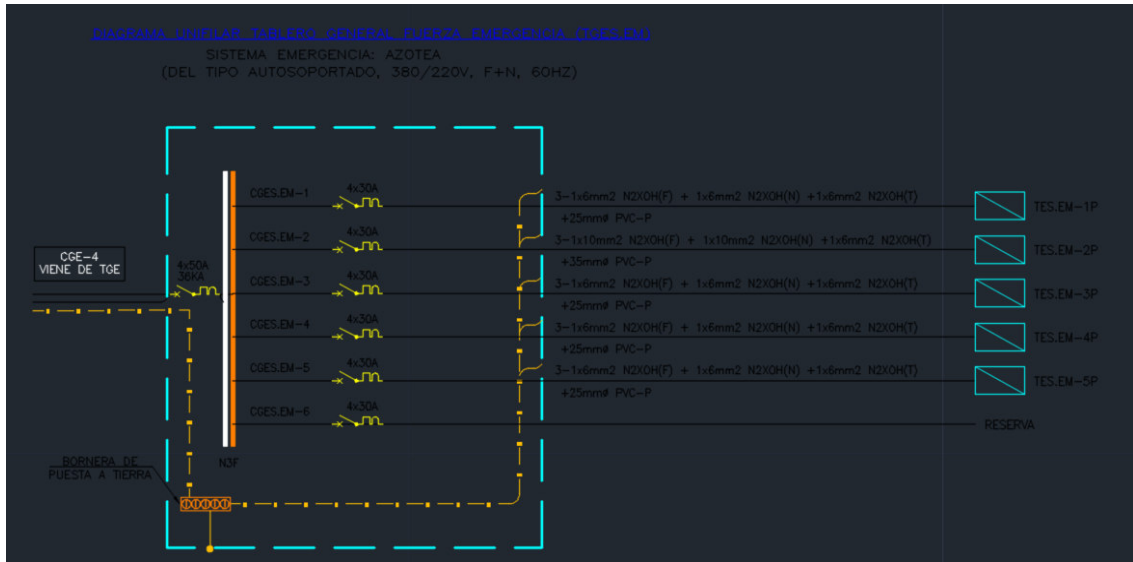 DIAGRAMA UNIFILAR TABLERO GENERAL FUERZA EMERGENCIA (TGES.EM)
SISTEMA EMERGENCIA: AZOTEA
(DEL TIPO AUTOSOPORTADO, 380/220V, F+N, 60HZ)
CGE-4
VIENE DE TGE
4x50A
36KA
CGES.EM-1
4x30A
3-1x6mm2 N2XOH(F) + 1x6mm2 N2XOH(N) +1x6mm2 N2XOH(T)
+25mmø PVC-P
TES.EM-1P
CGES.EM-2
4x30A
3-1x10mm2 N2XOH(F) + 1x10mm2 N2XOH(N) +1x6mm2 N2XOH(T)
+35mmø PVC-P
TES.EM-2P
CGES.EM-3
4x30A
3-1x6mm2 N2XOH(F) + 1x6mm2 N2XOH(N) +1x6mm2 N2XOH(T)
+25mmø PVC-P
TES.EM-3P
CGES.EM-4
4x30A
3-1x6mm2 N2XOH(F) + 1x6mm2 N2XOH(N) +1x6mm2 N2XOH(T)
+25mmø PVC-P
TES.EM-4P
CGES.EM-5
4x30A
3-1x6mm2 N2XOH(F) + 1x6mm2 N2XOH(N) +1x6mm2 N2XOH(T)
+25mmø PVC-P
TES.EM-5P
CGES.EM-6
4x30A
RESERVA
N3F
BORNERA DE
PUESTA A TIERRA